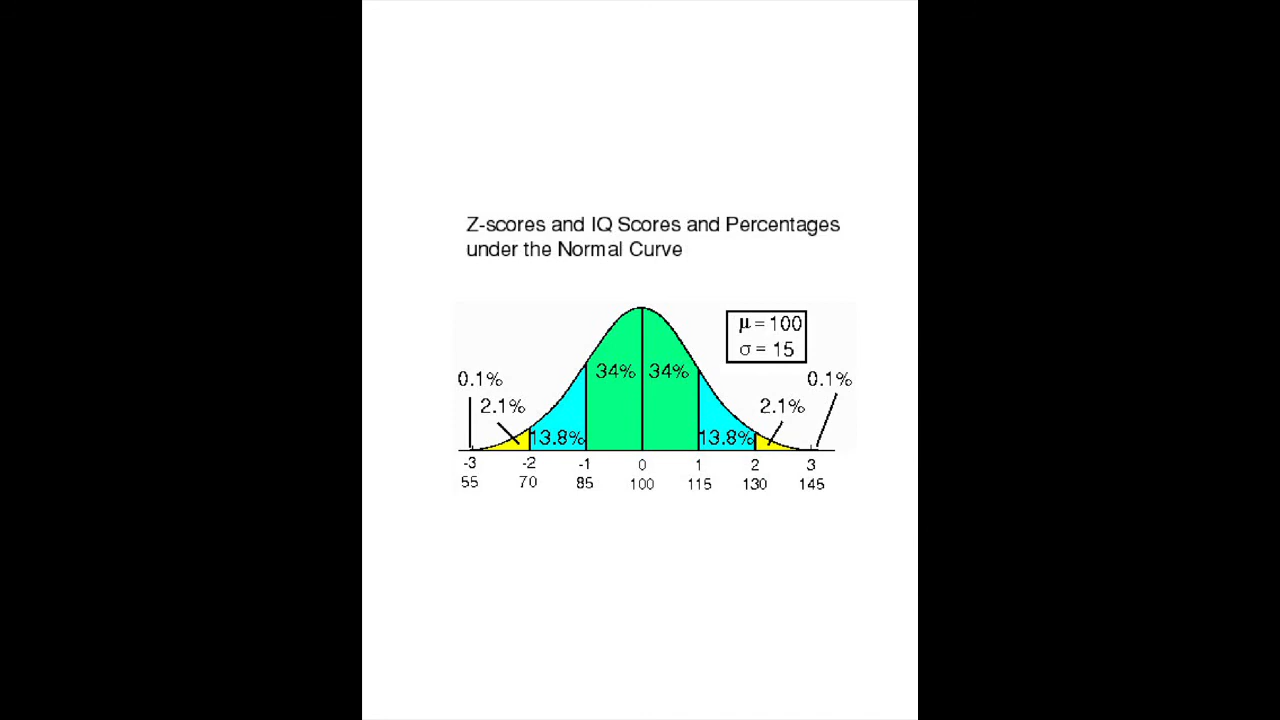 Z-scores and IQ Scores and Percentages
under the Normal Curve
μ = 100
σ = 15
34% 34%
0.1% 0.1%
2.1% 2.1%
13.8% 13.8%
-3 -2 -1 0 1 2 3
55 70 85 100 115 130 145